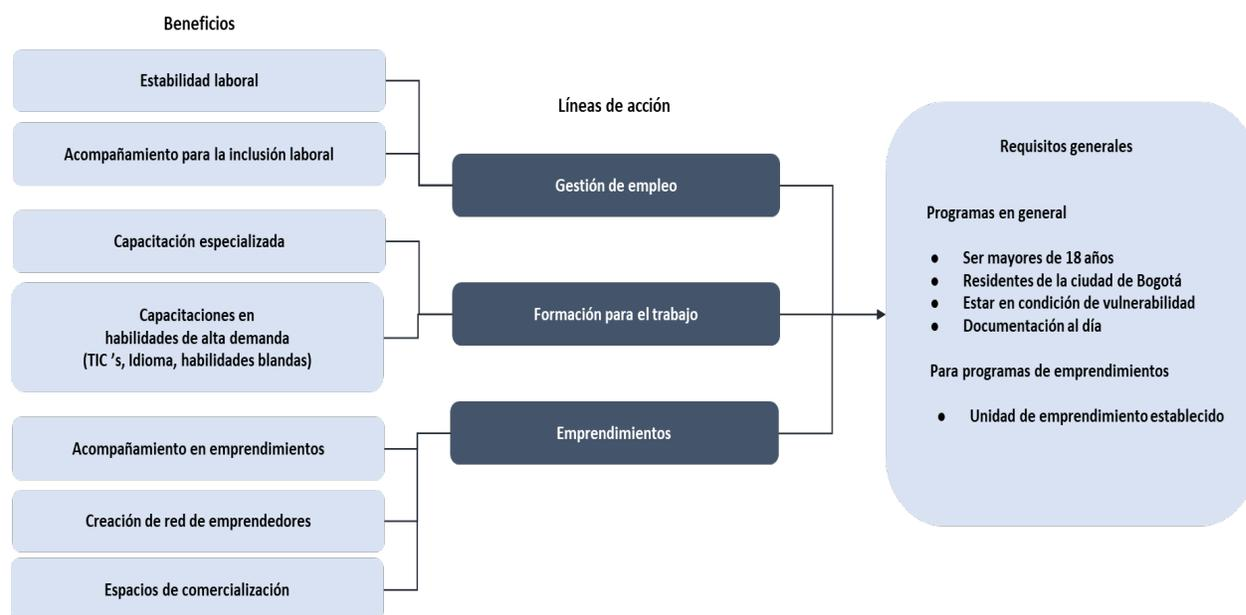 Beneficios
Estabilidad laboral
Acompañamiento para la inclusión laboral
Capacitación especializada
Capacitaciones en
habilidades de alta demanda
(TIC 's, Idioma, habilidades blandas)
Acompañamiento en emprendimientos
Creación de red de emprendedores
Espacios de comercialización
Líneas de acción
Gestión de empleo
Formación para el trabajo
Emprendimientos
Requisitos generales
Programas en general
● Ser mayores de 18 años
● Residentes de la ciudad de Bogotá
● Estar en condición de vulnerabilidad
● Documentación al día
Para programas de emprendimientos
● Unidad de emprendimiento establecido